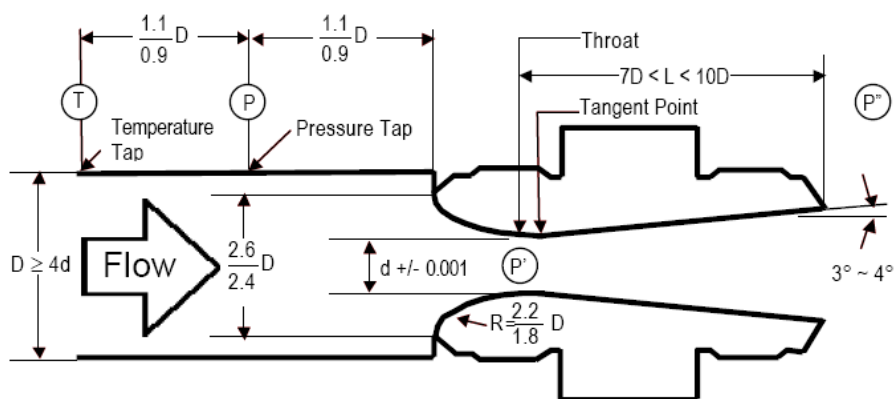 1.1
0.9 D
1.1
0.9 D
Throat
7D < L < 10D
T
P
P"
Temperature
Tap
Pressure Tap
Tangent Point
D ≥ 4d
Flow
2.6
2.4 D
d +/- 0.001
P'
3° ~ 4°
R= 2.2
1.8 D